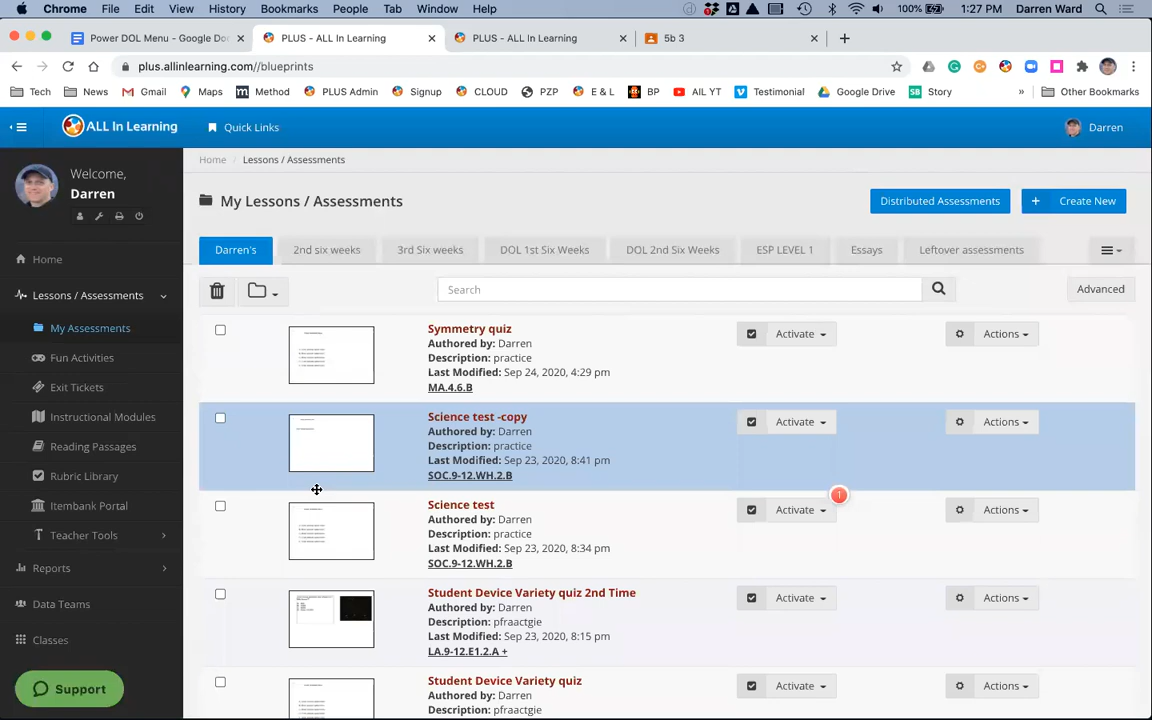 Chrome File Edit View History Bookmarks People Tab Window Help 100% 1:27 PM Darren Ward
Power DOL Menu - Google Do PLUS - ALL In Learning PLUS - ALL In Learning 5b 3
plus.allinlearning.com//blueprints
Tech News Gmail Maps Method PLUS Admin Signup CLOUD PZP E & L BP AIL YT Testimonial Google Drive Story » Other Bookmarks
ALL In Learning Quick Links Darren
Welcome,
Darren
Home
Lessons / Assessments
My Assessments
Fun Activities
Exit Tickets
Instructional Modules
Reading Passages
Rubric Library
Itembank Portal
Teacher Tools
Reports
Data Teams
Classes
Support
Home / Lessons / Assessments
My Lessons / Assessments Distributed Assessments + Create New
Darren's 2nd six weeks 3rd Six weeks DOL 1st Six Weeks DOL 2nd Six Weeks ESP LEVEL 1 Essays Leftover assessments
Search Advanced
Symmetry quiz Activate Actions
Authored by: Darren
Description: practice
Last Modified: Sep 24, 2020, 4:29 pm
MA.4.6.B
Science test -copy Activate Actions
Authored by: Darren
Description: practice
Last Modified: Sep 23, 2020, 8:41 pm
SOC.9-12.WH.2.B
1
Science test Activate Actions
Authored by: Darren
Description: practice
Last Modified: Sep 23, 2020, 8:34 pm
SOC.9-12.WH.2.B
Student Device Variety quiz 2nd Time Activate Actions
Authored by: Darren
Description: pfraactgie
Last Modified: Sep 23, 2020, 8:15 pm
LA.9-12.E1.2.A +
Student Device Variety quiz Activate Actions
Authored by: Darren
Description: pfraactgie